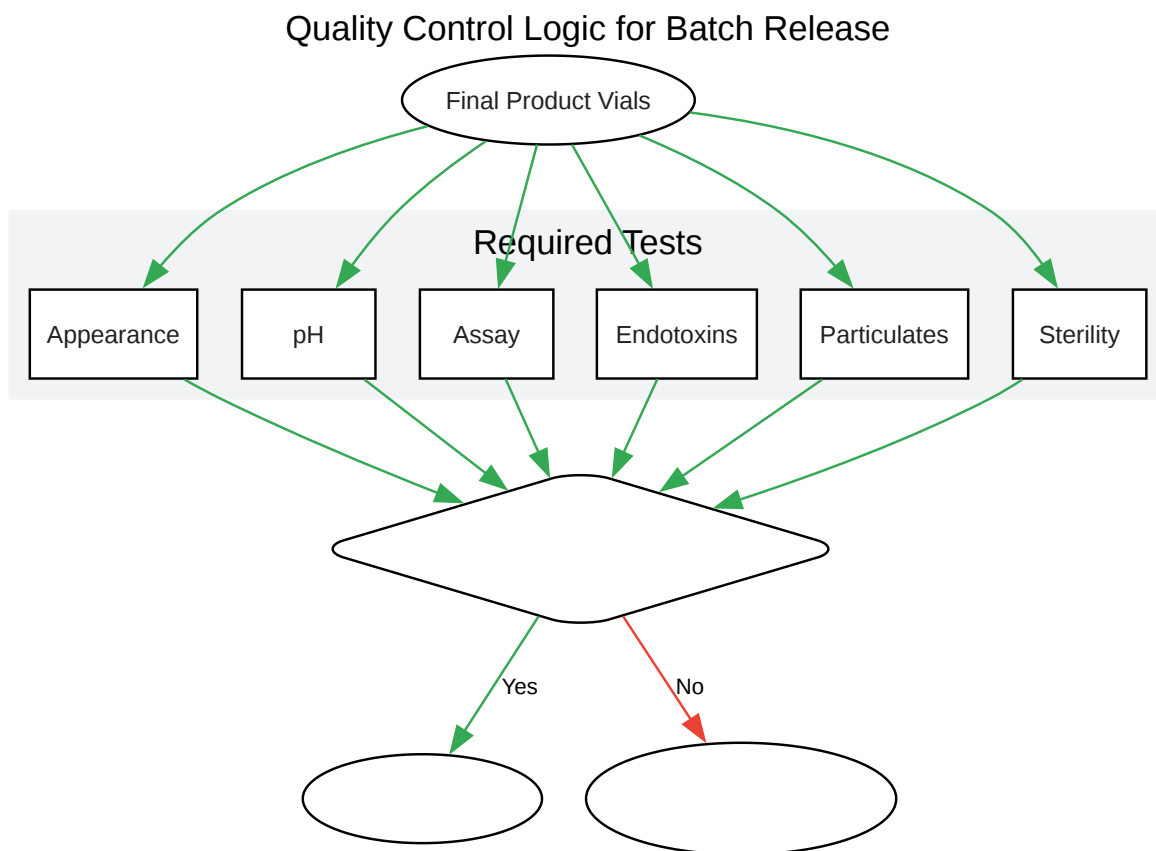 Quality Control Logic for Batch Release
Final Product Vials
Required Tests
Appearance
pH
Assay
Endotoxins
Particulates
Sterility
Yes
No